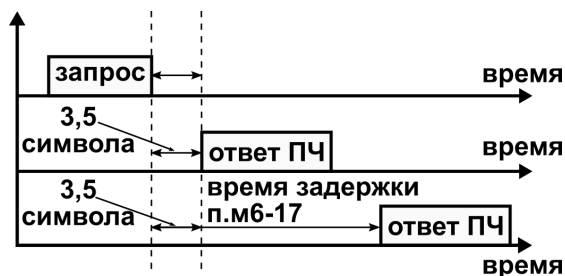 запрос
время
3,5
символа
ответ ПЧ
время
3,5
символа
время задержки
п.м6-17
ответ ПЧ
время